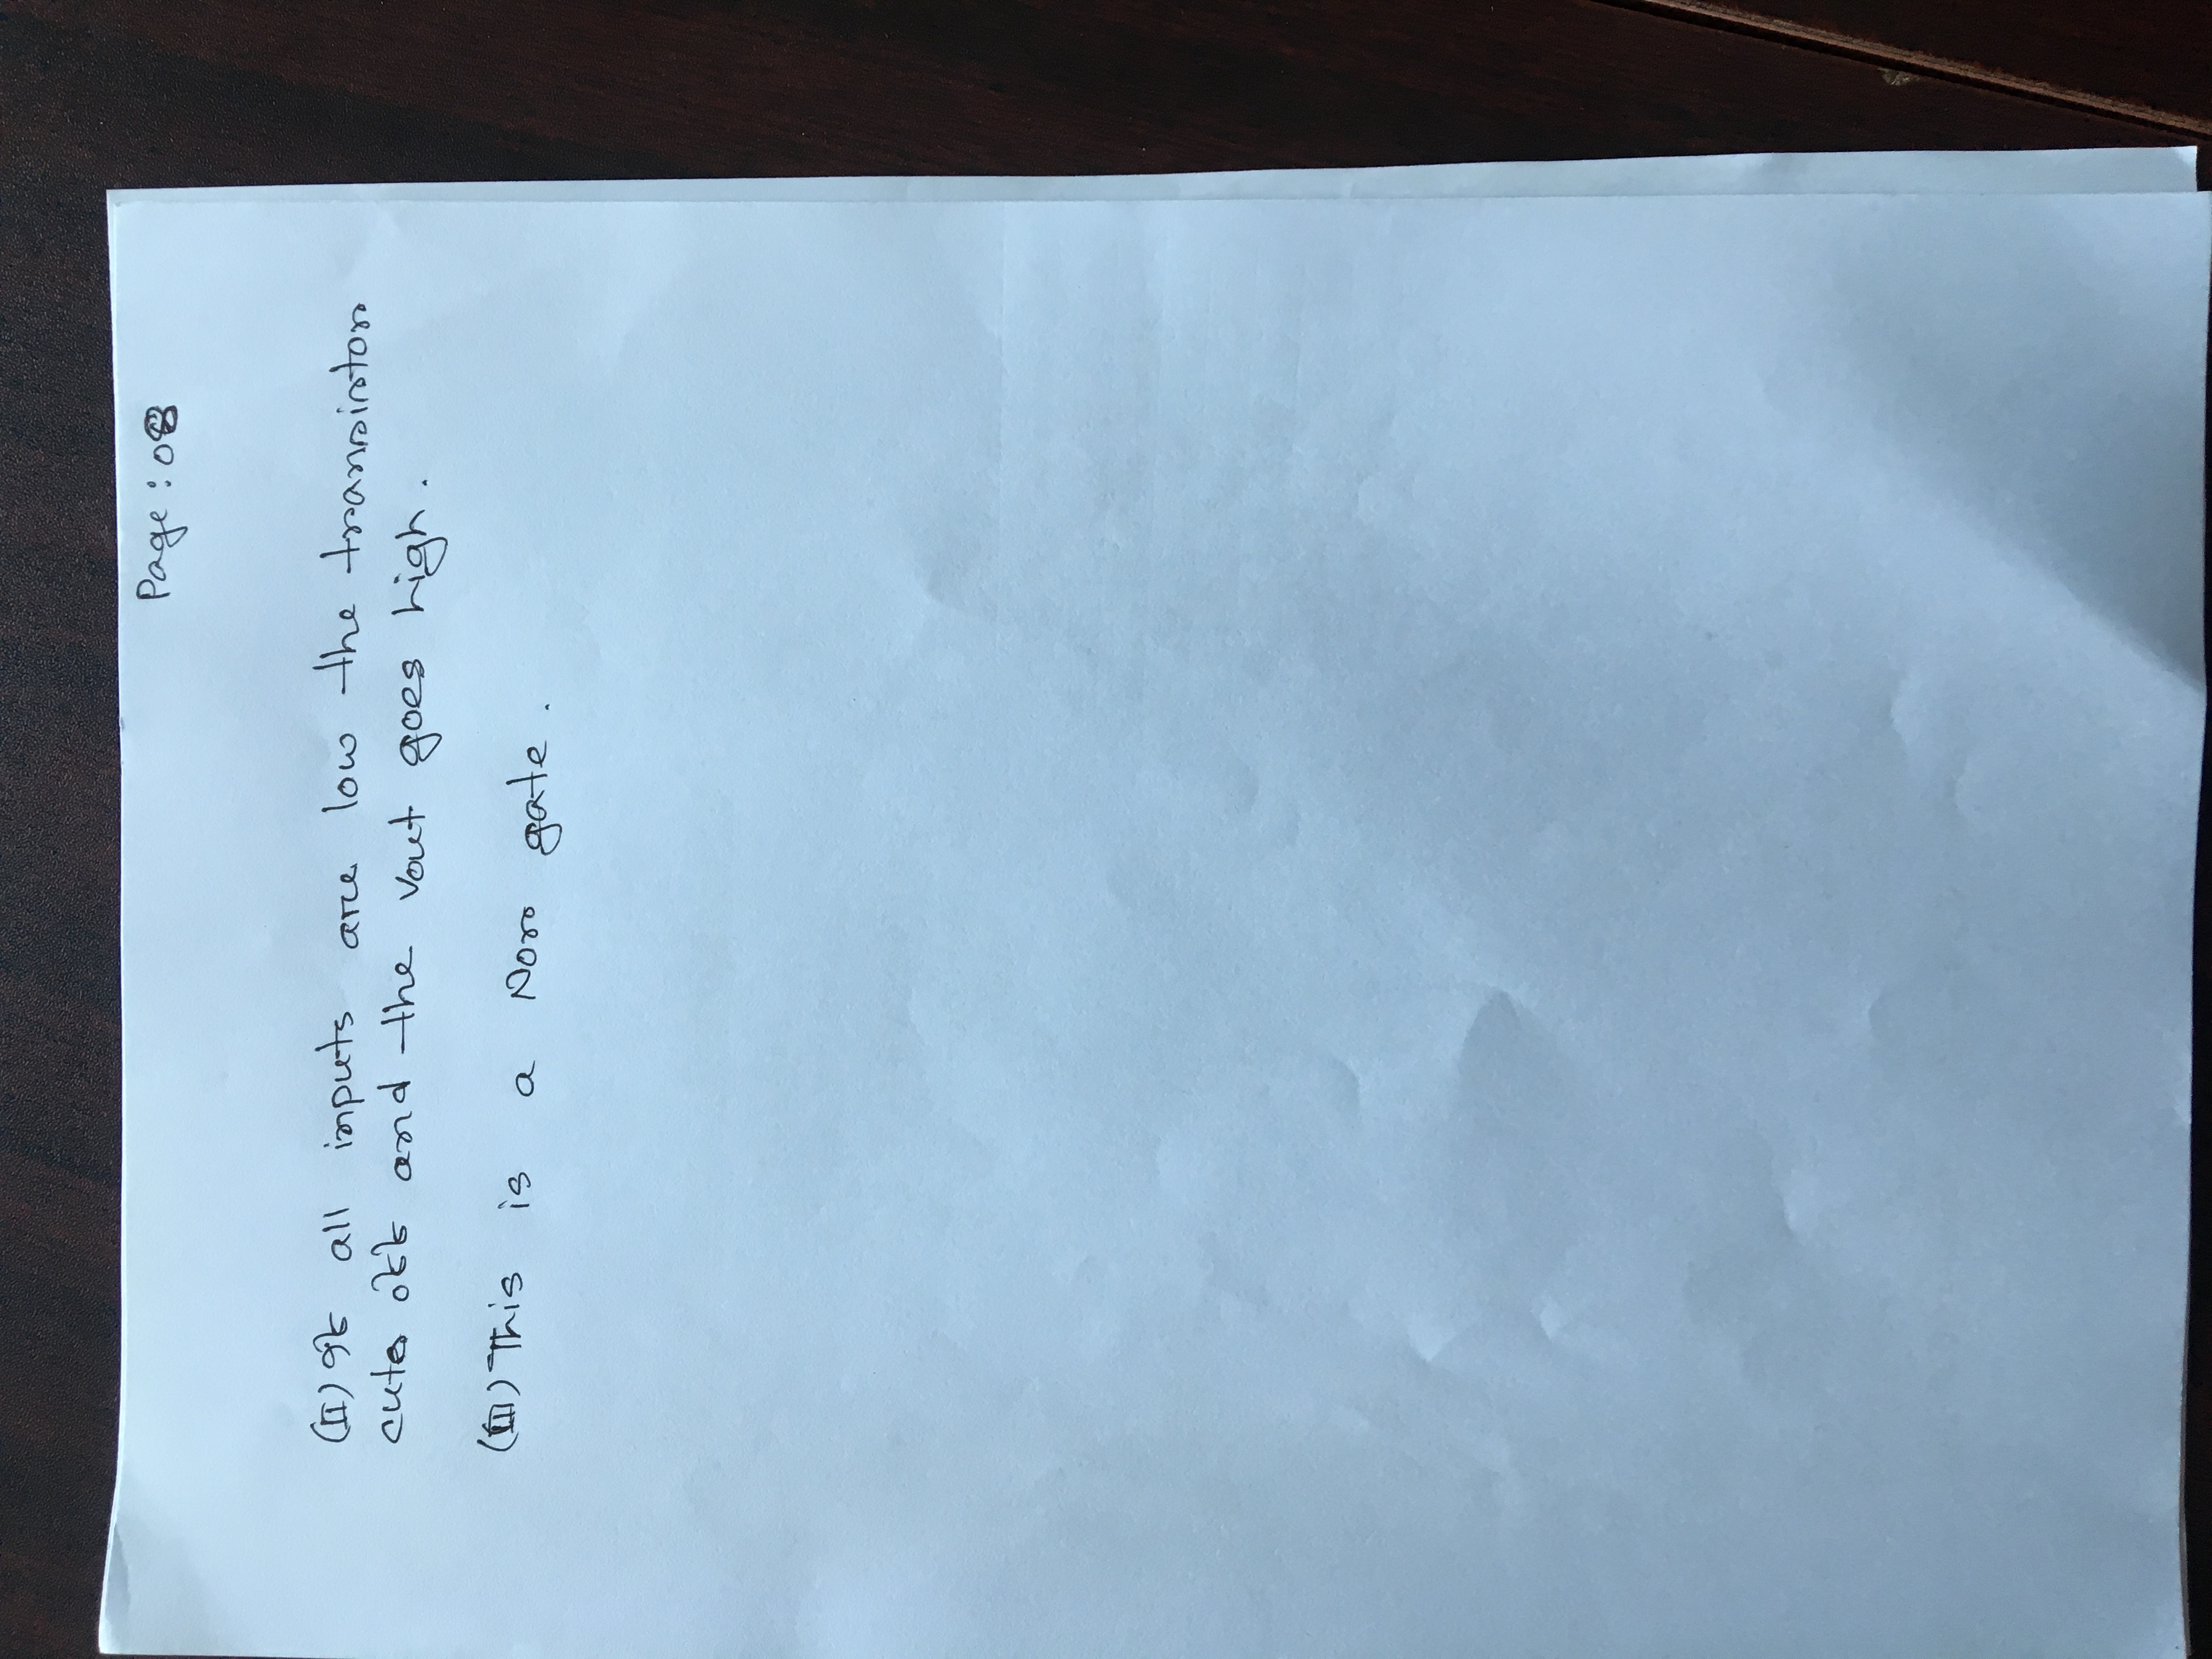 Page : 08
(II) If all inputs are low the transistor
cuts off and the vout goes high.
(III) This is a Nor gate.